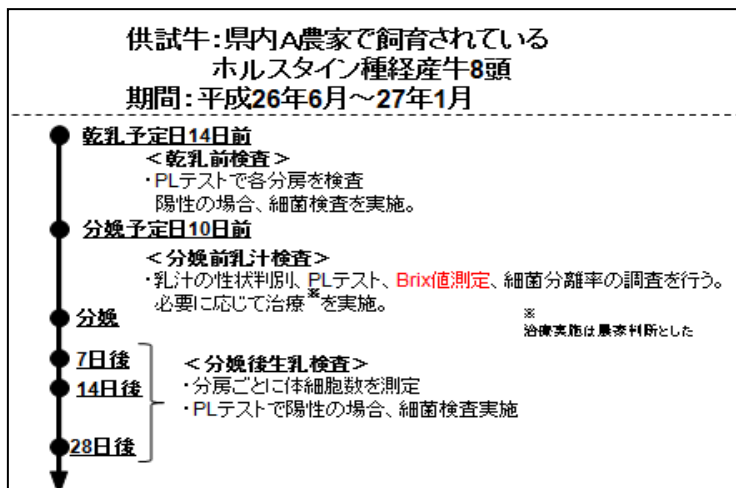 供試牛：県内A農家で飼育されている
ホルスタイン種経産牛8頭
期間：平成26年6月～27年1月
乾乳予定日14日前
＜乾乳前検査＞
・PLテストで各分房を検査
陽性の場合、細菌検査を実施。
分娩予定日10日前
＜分娩前乳汁検査＞
・乳汁の性状判別、PLテスト、Brix値測定、細菌分離率の調査を行う。
必要に応じて治療※を実施。
分娩
※
治療実施は農家判断とした
7日後
＜分娩後生乳検査＞
・分房ごとに体細胞数を測定
14日後
・PLテストで陽性の場合、細菌検査実施
28日後